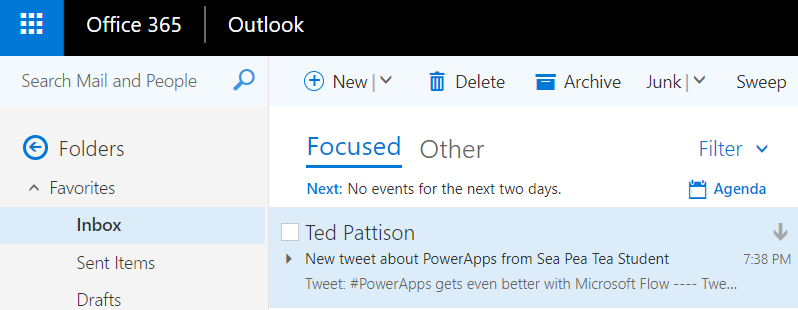 Office 365 Outlook
Search Mail and People
New | Delete Archive Junk | Sweep
Folders
Favorites
Inbox
Sent Items
Drafts
Focused Other Filter
Next: No events for the next two days. Agenda
Ted Pattison
New tweet about PowerApps from Sea Pea Tea Student 7:38 PM
Tweet: #PowerApps gets even better with Microsoft Flow ---- Twe...